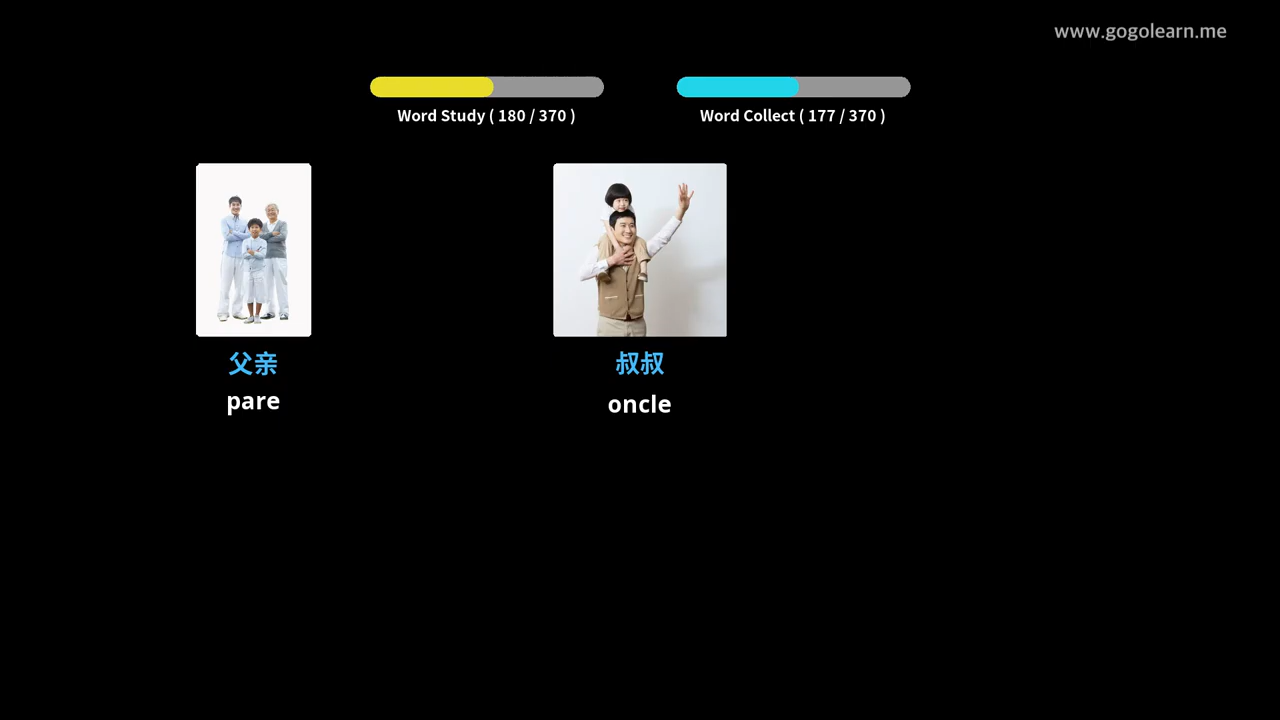 www.gogolearn.me
Word Study ( 180 / 370 )
Word Collect ( 177 / 370 )
父亲
pare
叔叔
oncle